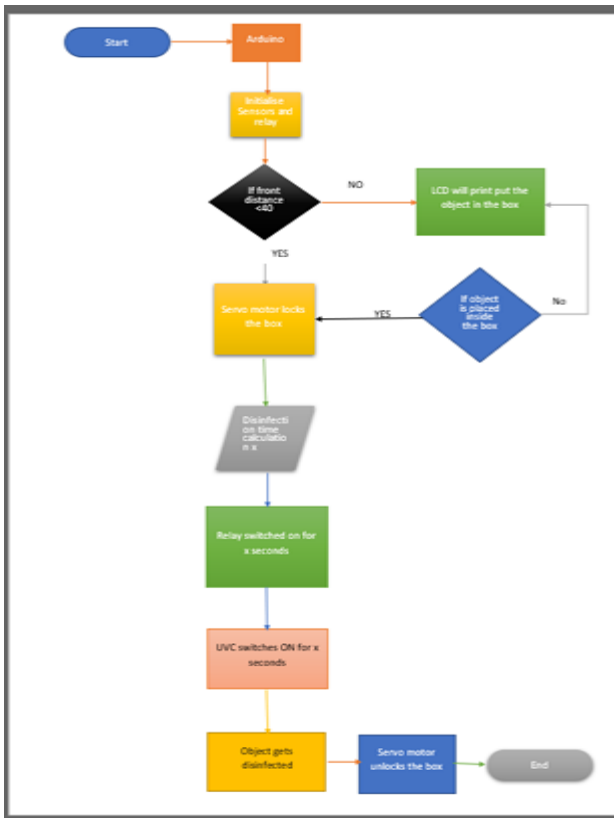 Start
Arduino
Initialise
Sensors and
relay
If front
distance
<40
NO
LCD will print put the
object in the box
YES
Servo motor locks
the box
YES
If object
is placed
inside
the box
No
Disinfecti
on time
calculatio
n x
Relay switched on for
x seconds
UVC switches ON for x
seconds
Object gets
disinfected
Servo motor
unlocks the box
End